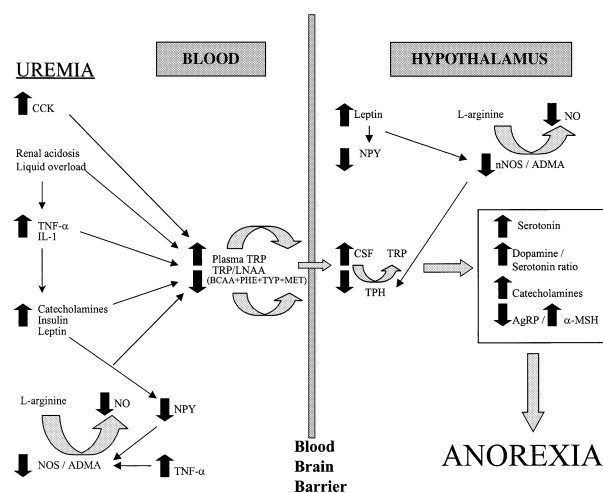 UREMIA
BLOOD
HYPOTHALAMUS
CCK
Renal acidosis
Liquid overload
TNF-α
IL-1
Catecholamines
Insulin
Leptin
L-arginine
NO
NOS / ADMA
NPY
TNF-α
Plasma TRP
TRP/LNAA
(BCAA+PHE+TYP+MET)
Blood
Brain
Barrier
Leptin
NPY
L-arginine
NO
nNOS / ADMA
CSF TRP
TPH
Serotonin
Dopamine /
Serotonin ratio
Catecholamines
AgRP / α-MSH
ANOREXIA